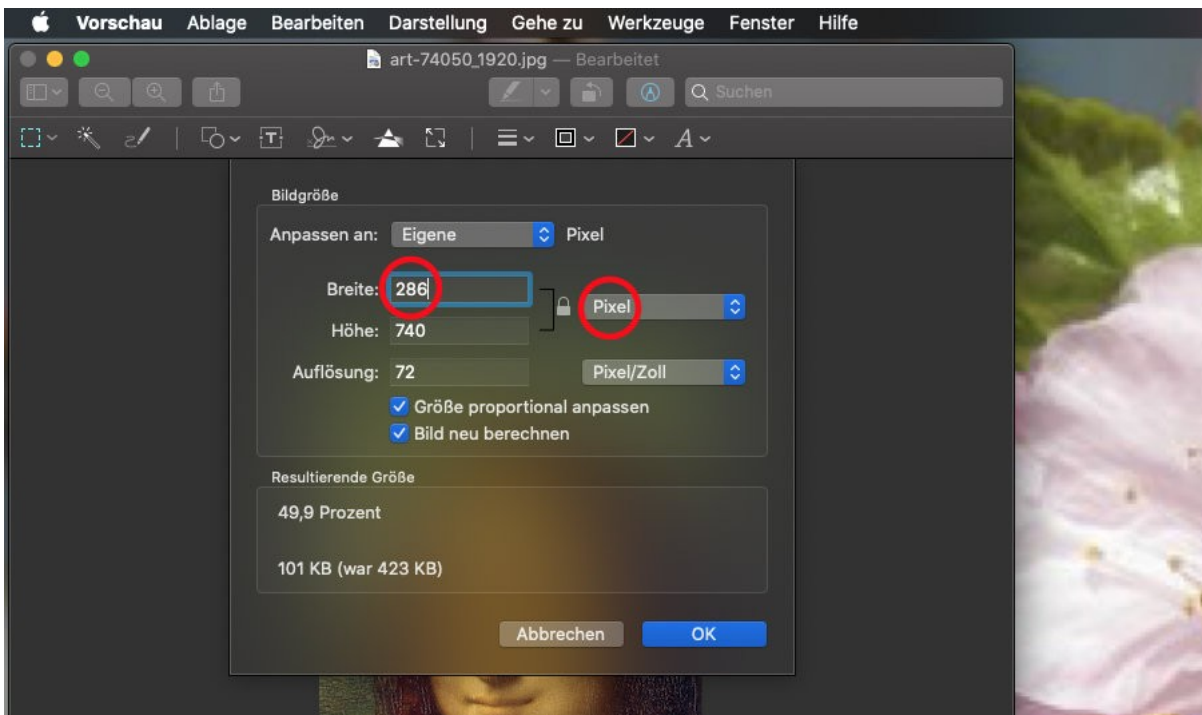 Vorschau Ablage Bearbeiten Darstellung Gehe zu Werkzeuge Fenster Hilfe
art-74050_1920.jpg — Bearbeitet
Suchen
Bildgröße
Anpassen an: Eigene Pixel
Breite: 286
Pixel
Höhe: 740
Auflösung: 72 Pixel/Zoll
Größe proportional anpassen
Bild neu berechnen
Resultierende Größe
49,9 Prozent
101 KB (war 423 KB)
Abbrechen OK